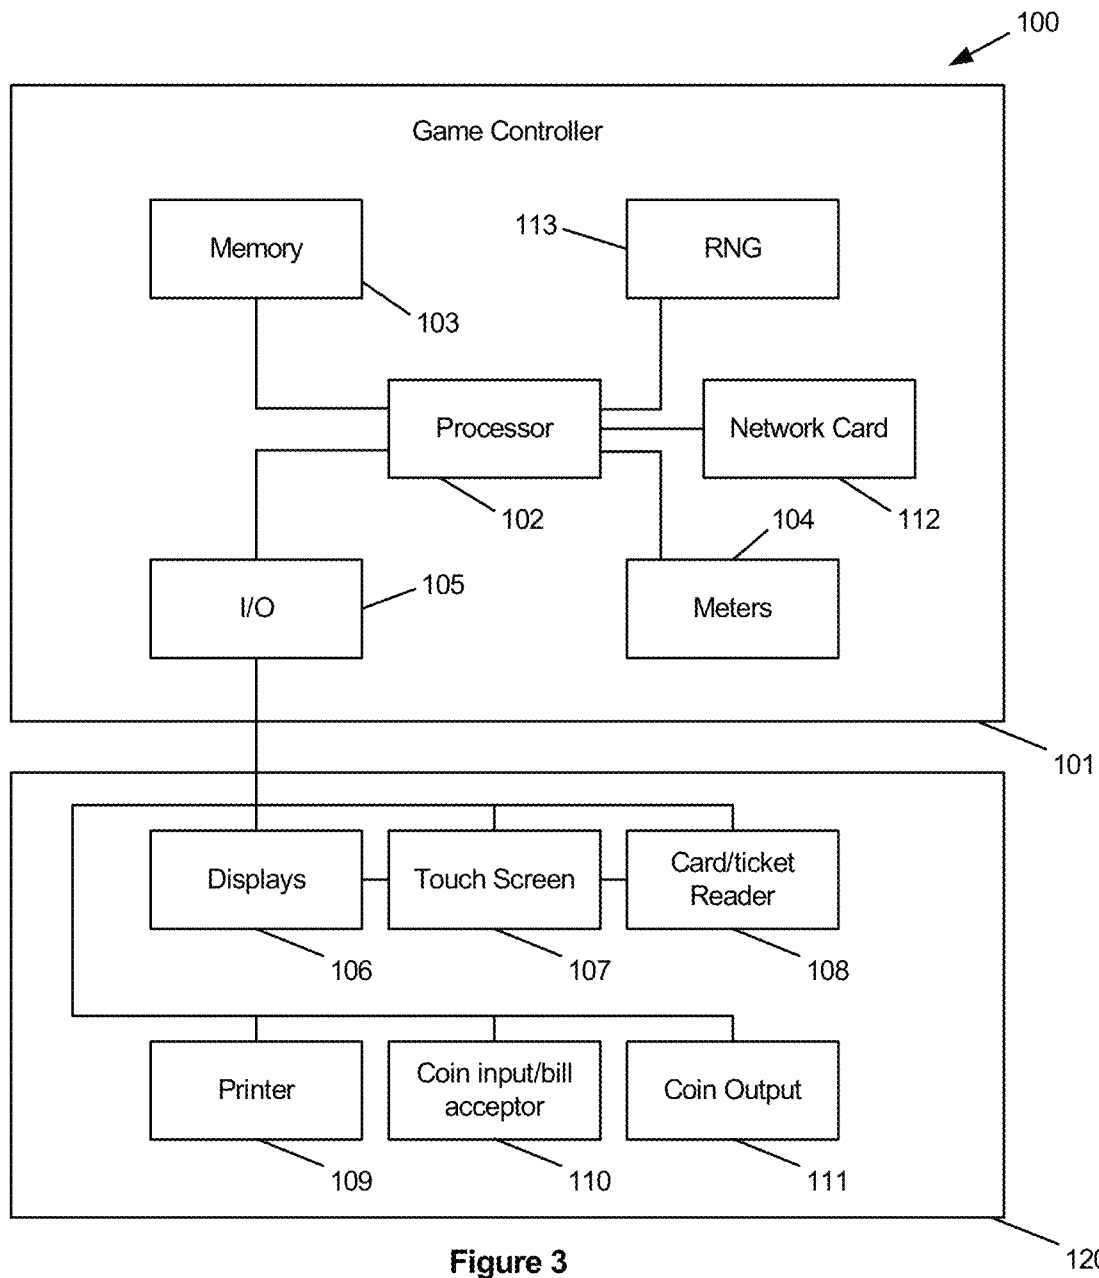 100
Game Controller
Memory
113
RNG
103
Processor
Network Card
102
104
112
I/O
105
Meters
101
Displays
Touch Screen
Card/ticket
Reader
106
107
108
Printer
Coin input/bill
acceptor
Coin Output
109
110
111
120
Figure 3